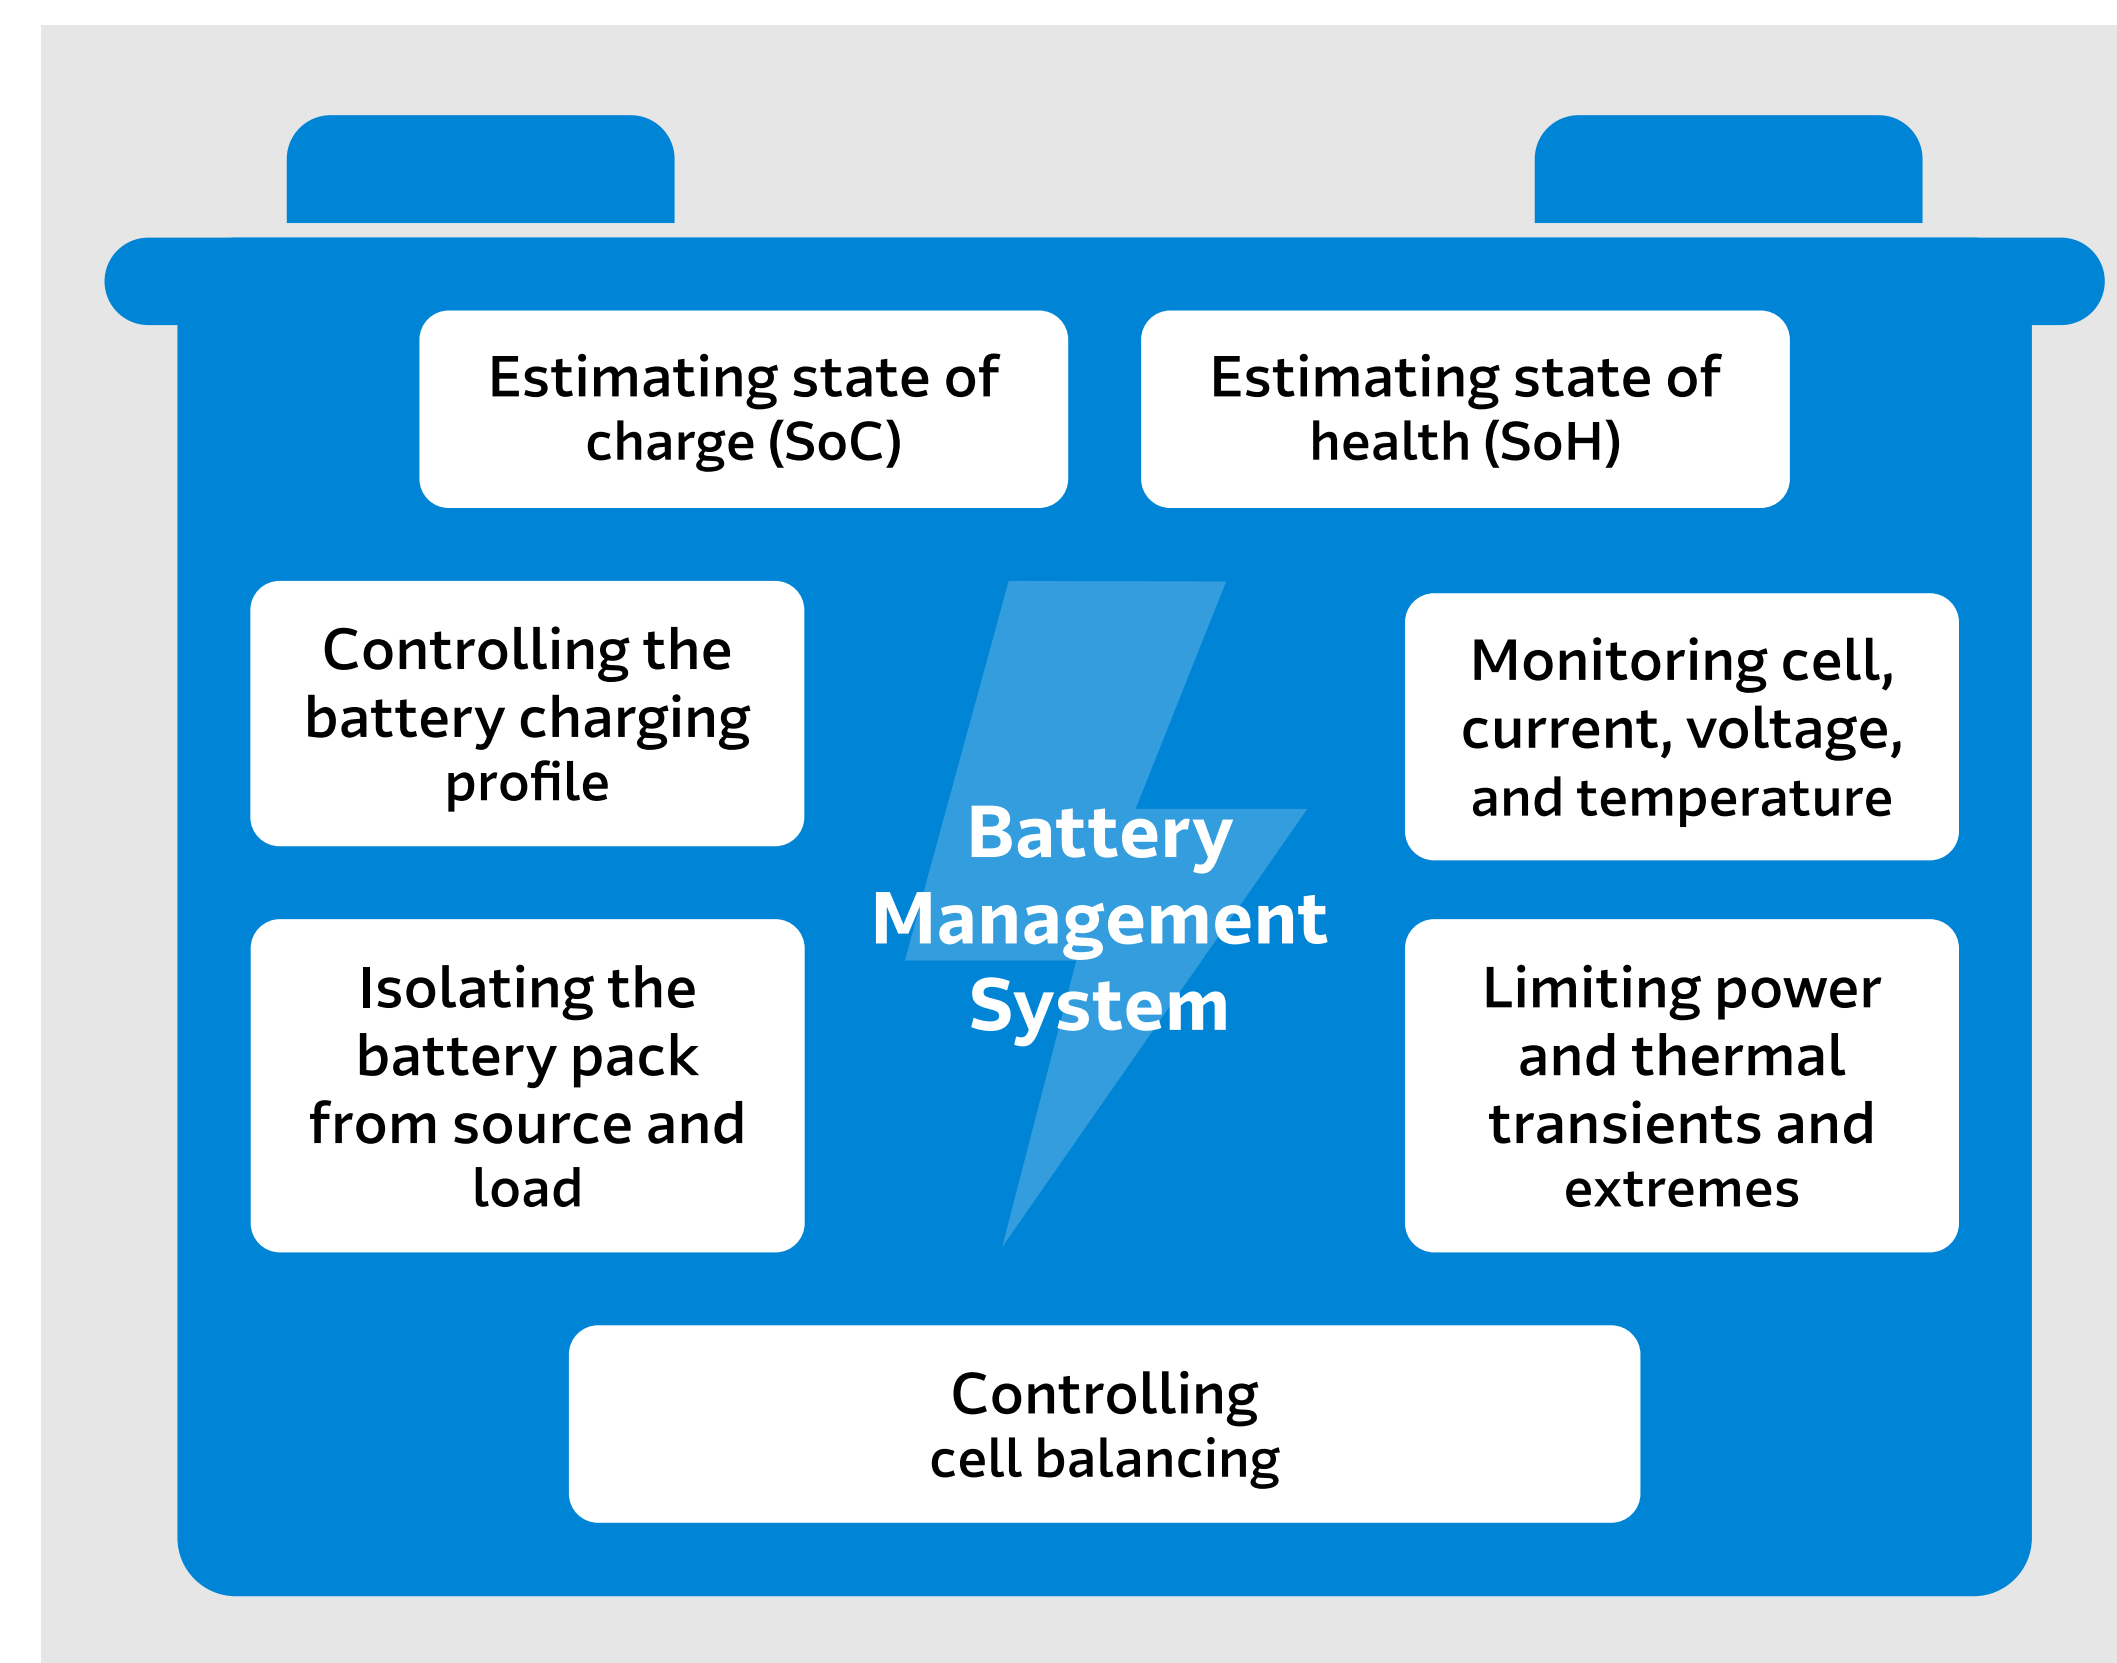 Estimating state of
charge (SoC)
Estimating state of
health (SoH)
Controlling the
battery charging
profile
Monitoring cell,
current, voltage,
and temperature
Battery
Management
System
Isolating the
battery pack
from source and
load
Limiting power
and thermal
transients and
extremes
Controlling
cell balancing